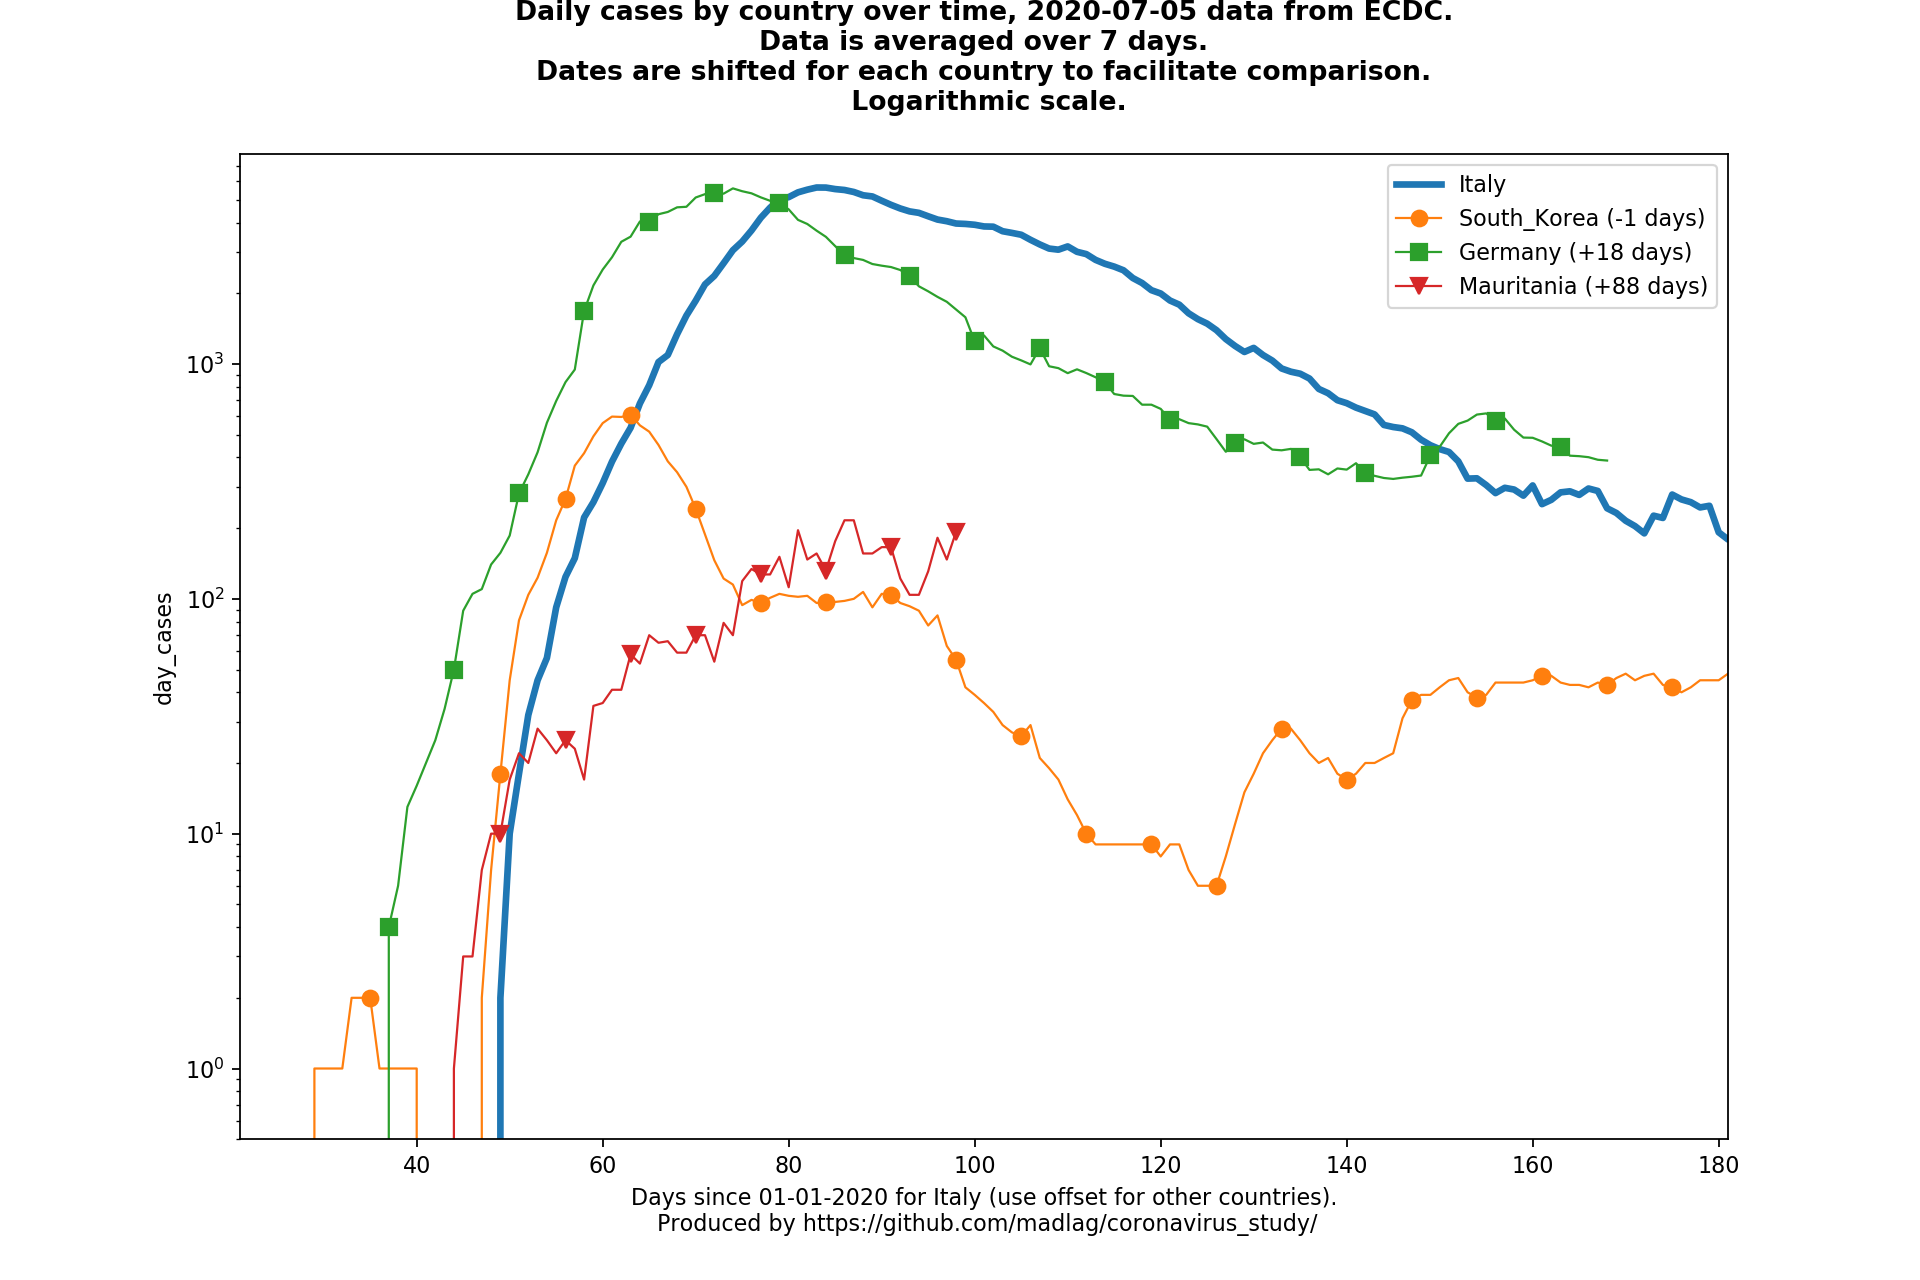 Daily cases by country over time, 2020-07-05 data from ECDC.
Data is averaged over 7 days.
Dates are shifted for each country to facilitate comparison.
Logarithmic scale.
Italy
South_Korea (-1 days)
Germany (+18 days)
Mauritania (+88 days)
10³
10²
10¹
10⁰
day_cases
40 60 80 100 120 140 160 180
Days since 01-01-2020 for Italy (use offset for other countries).
Produced by https://github.com/madlag/coronavirus_study/